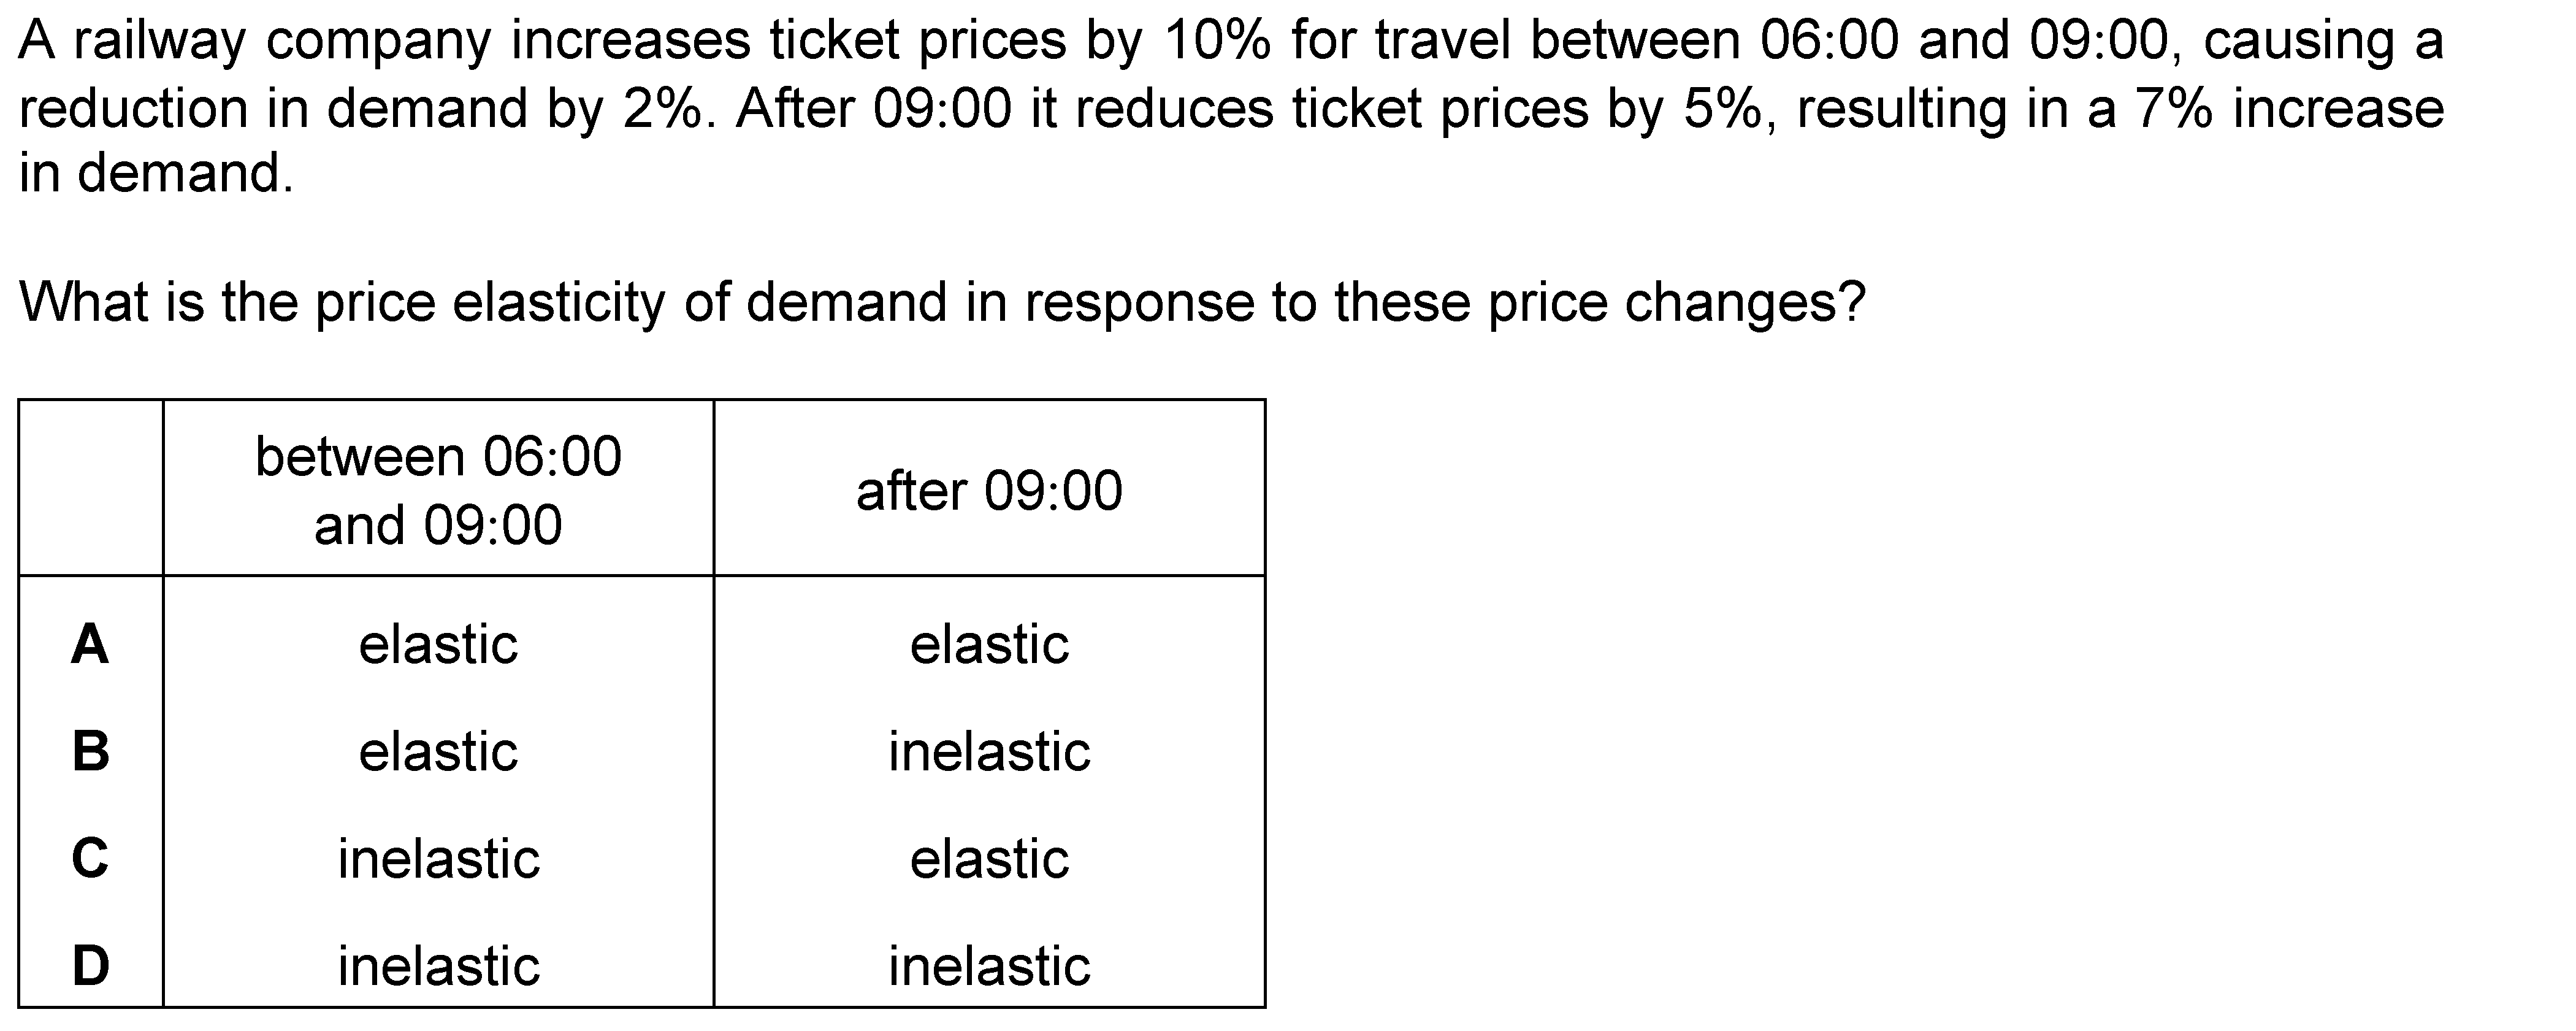 A railway company increases ticket prices by 10% for travel between 06:00 and 09:00, causing a
reduction in demand by 2%. After 09:00 it reduces ticket prices by 5%, resulting in a 7% increase
in demand.
What is the price elasticity of demand in response to these price changes?
between 06:00
and 09:00
after 09:00
A elastic elastic
B elastic inelastic
C inelastic elastic
D inelastic inelastic